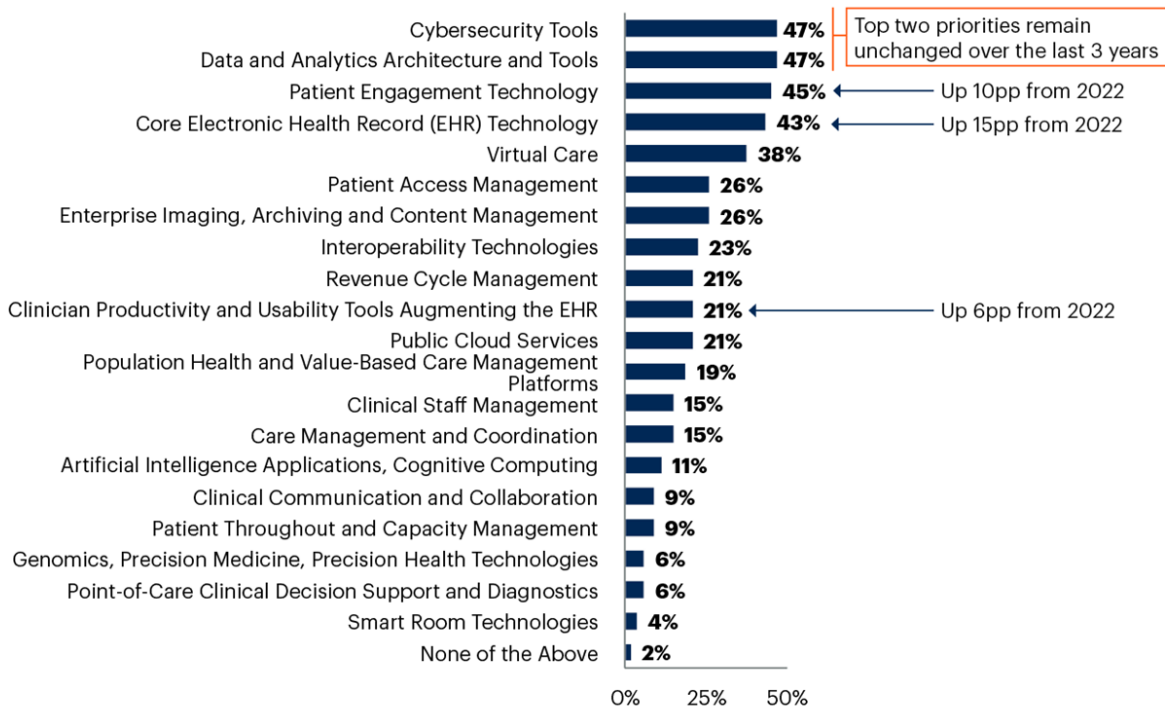 Cybersecurity Tools 47% Top two priorities remain
unchanged over the last 3 years
Data and Analytics Architecture and Tools 47%
Patient Engagement Technology 45% Up 10pp from 2022
Core Electronic Health Record (EHR) Technology 43% Up 15pp from 2022
Virtual Care 38%
Patient Access Management 26%
Enterprise Imaging, Archiving and Content Management 26%
Interoperability Technologies 23%
Revenue Cycle Management 21%
Clinician Productivity and Usability Tools Augmenting the EHR 21% Up 6pp from 2022
Public Cloud Services 21%
Population Health and Value-Based Care Management
Platforms 19%
Clinical Staff Management 15%
Care Management and Coordination 15%
Artificial Intelligence Applications, Cognitive Computing 11%
Clinical Communication and Collaboration 9%
Patient Throughout and Capacity Management 9%
Genomics, Precision Medicine, Precision Health Technologies 6%
Point-of-Care Clinical Decision Support and Diagnostics 6%
Smart Room Technologies 4%
None of the Above 2%
0% 25% 50%